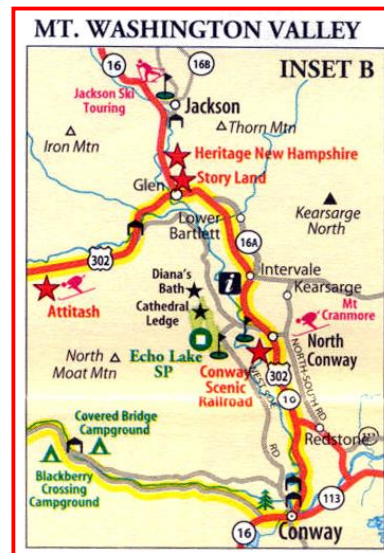 MT. WASHINGTON VALLEY
INSET B
16
16B
Jackson Ski
Touring
Jackson
Thorn Mtn
Iron Mtn
Heritage New Hampshire
Story Land
Glen
Lower
Bartlett
Kearsarge
North
16A
302
Diana's
Bath
Intervale
i
Kearsarge
Attitash
Cathedral
Ledge
Mt
Cranmore
North
Moat Mtn
Echo Lake
SP
North
Conway
Conway
Scenic
Railroad
302
WEST SIDE
RD
NORTH-SOUTH RD
16
Redstone
Covered Bridge
Campground
Blackberry
Crossing
Campground
113
16
Conway